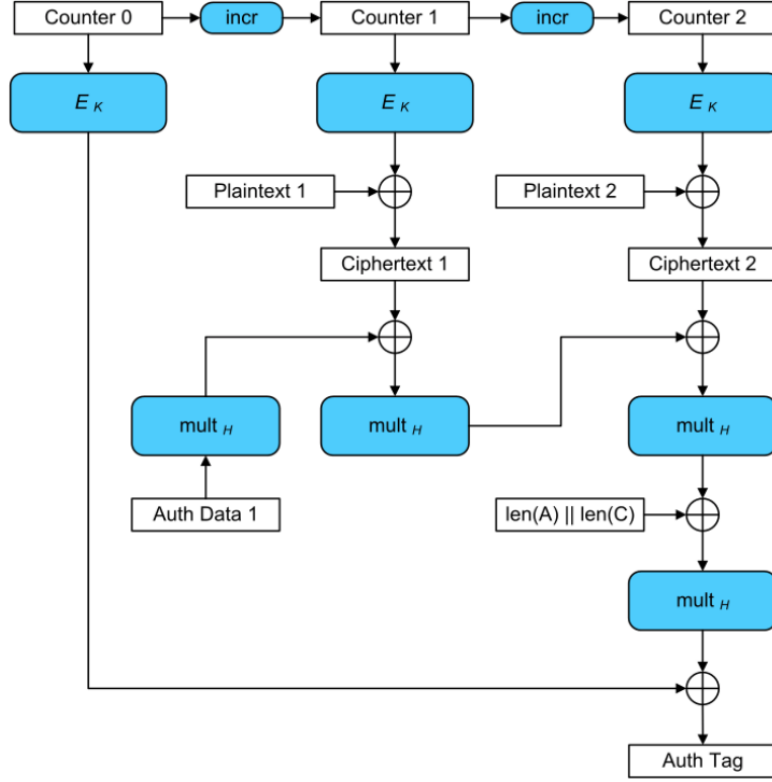 Counter 0
incr
Counter 1
incr
Counter 2
E K
E K
E K
Plaintext 1
Plaintext 2
Ciphertext 1
Ciphertext 2
mult H
mult H
mult H
Auth Data 1
len(A) || len(C)
mult H
Auth Tag